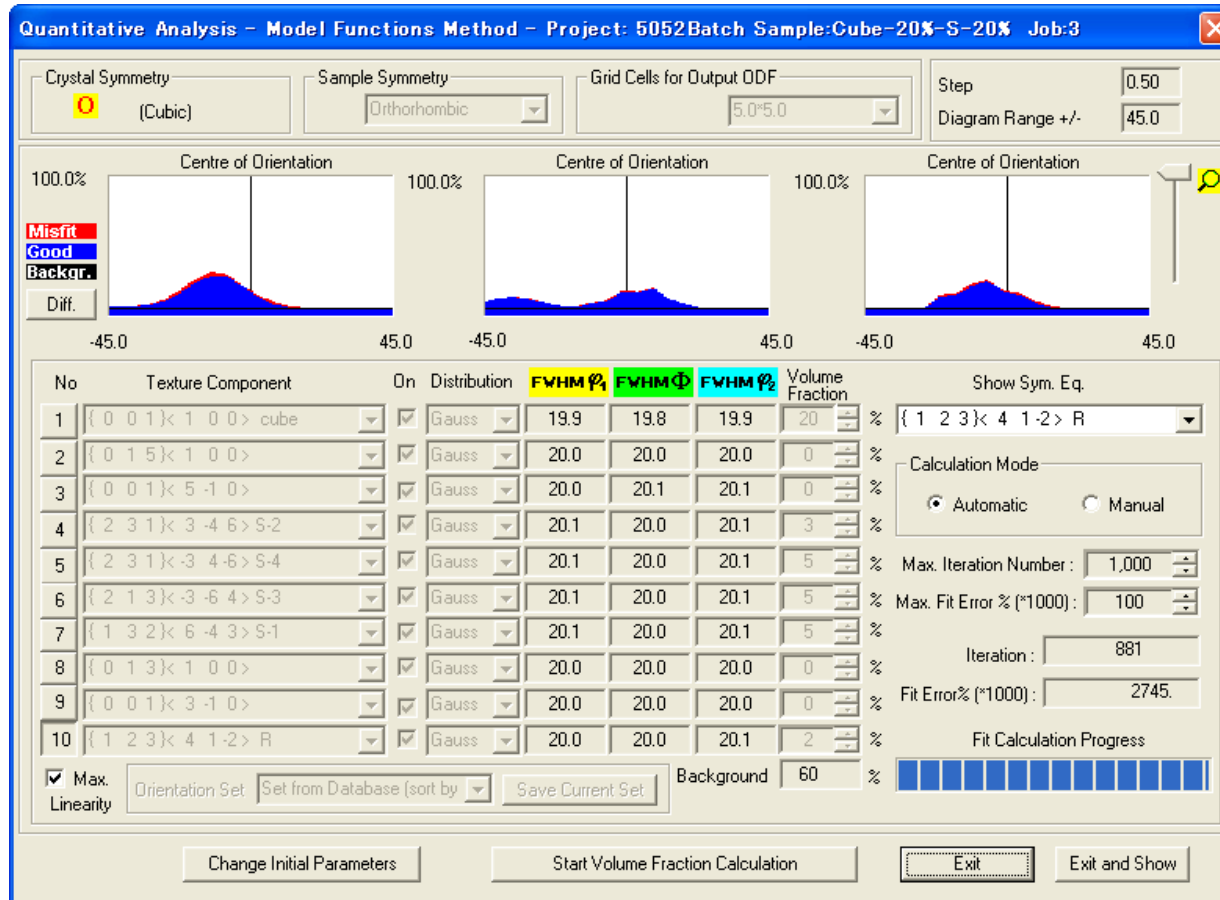 Quantitative Analysis - Model Functions Method - Project: 5052Batch Sample:Cube-20%-S-20% Job:3
Crystal Symmetry
O (Cubic)
Sample Symmetry
Orthorhombic
Grid Cells for Output ODF
5.0*5.0
Step 0.50
Diagram Range +/- 45.0
Centre of Orientation Centre of Orientation Centre of Orientation
100.0% 100.0% 100.0%
Misfit
Good
Backgr.
Diff.
-45.0 45.0 -45.0 45.0 -45.0 45.0
No Texture Component On Distribution FWHM φ1 FWHM Φ FWHM φ2 Volume Fraction Show Sym. Eq.
1 { 0 0 1}< 1 0 0> cube Gauss 19.9 19.8 19.9 20 % { 1 2 3}< 4 1 -2> R
2 { 0 1 5}< 1 0 0> Gauss 20.0 20.0 20.0 0 %
Calculation Mode
3 { 0 0 1}< 5 -1 0> Gauss 20.0 20.1 20.1 0 %
Automatic Manual
4 { 2 3 1}< 3 -4 6> S-2 Gauss 20.1 20.0 20.1 3 %
5 { 2 3 1}< -3 4 -6> S-4 Gauss 20.1 20.1 20.1 5 % Max. Iteration Number : 1,000
6 { 2 1 3}< -3 -6 4> S-3 Gauss 20.1 20.0 20.1 5 % Max. Fit Error % (*1000) : 100
7 { 1 3 2}< 6 -4 3> S-1 Gauss 20.1 20.0 20.1 5 %
Iteration : 881
8 { 0 1 3}< 1 0 0> Gauss 20.0 20.0 20.0 0 %
9 { 0 0 1}< 3 -1 0> Gauss 20.0 20.0 20.0 0 % Fit Error% (*1000) : 2745.
10 { 1 2 3}< 4 1 -2> R Gauss 20.0 20.0 20.1 2 % Fit Calculation Progress
Max. Linearity Orientation Set Set from Database (sort by Save Current Set Background 60 %
Change Initial Parameters Start Volume Fraction Calculation Exit Exit and Show